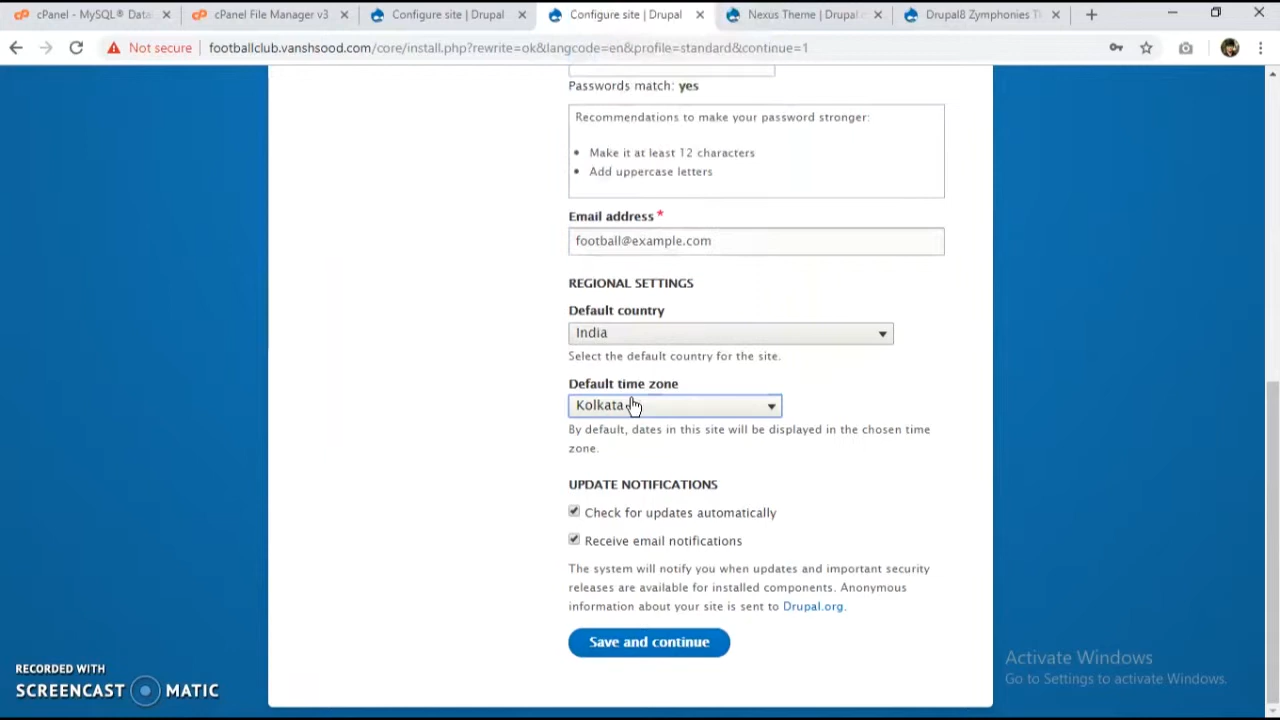 cPanel - MySQL® Data
cPanel File Manager v3
Configure site | Drupal
Configure site | Drupal
Nexus Theme | Drupal
Drupal8 Zymphonies T
Not secure
footballclub.vanshsood.com/core/install.php?rewrite=ok&langcode=en&profile=standard&continue=1
Passwords match: yes
Recommendations to make your password stronger:
Make it at least 12 characters
Add uppercase letters
Email address *
football@example.com
REGIONAL SETTINGS
Default country
India
Select the default country for the site.
Default time zone
Kolkata
By default, dates in this site will be displayed in the chosen time
zone.
UPDATE NOTIFICATIONS
Check for updates automatically
Receive email notifications
The system will notify you when updates and important security
releases are available for installed components. Anonymous
information about your site is sent to Drupal.org.
Save and continue
Activate Windows
Go to Settings to activate Windows.
RECORDED WITH
SCREENCAST MATIC